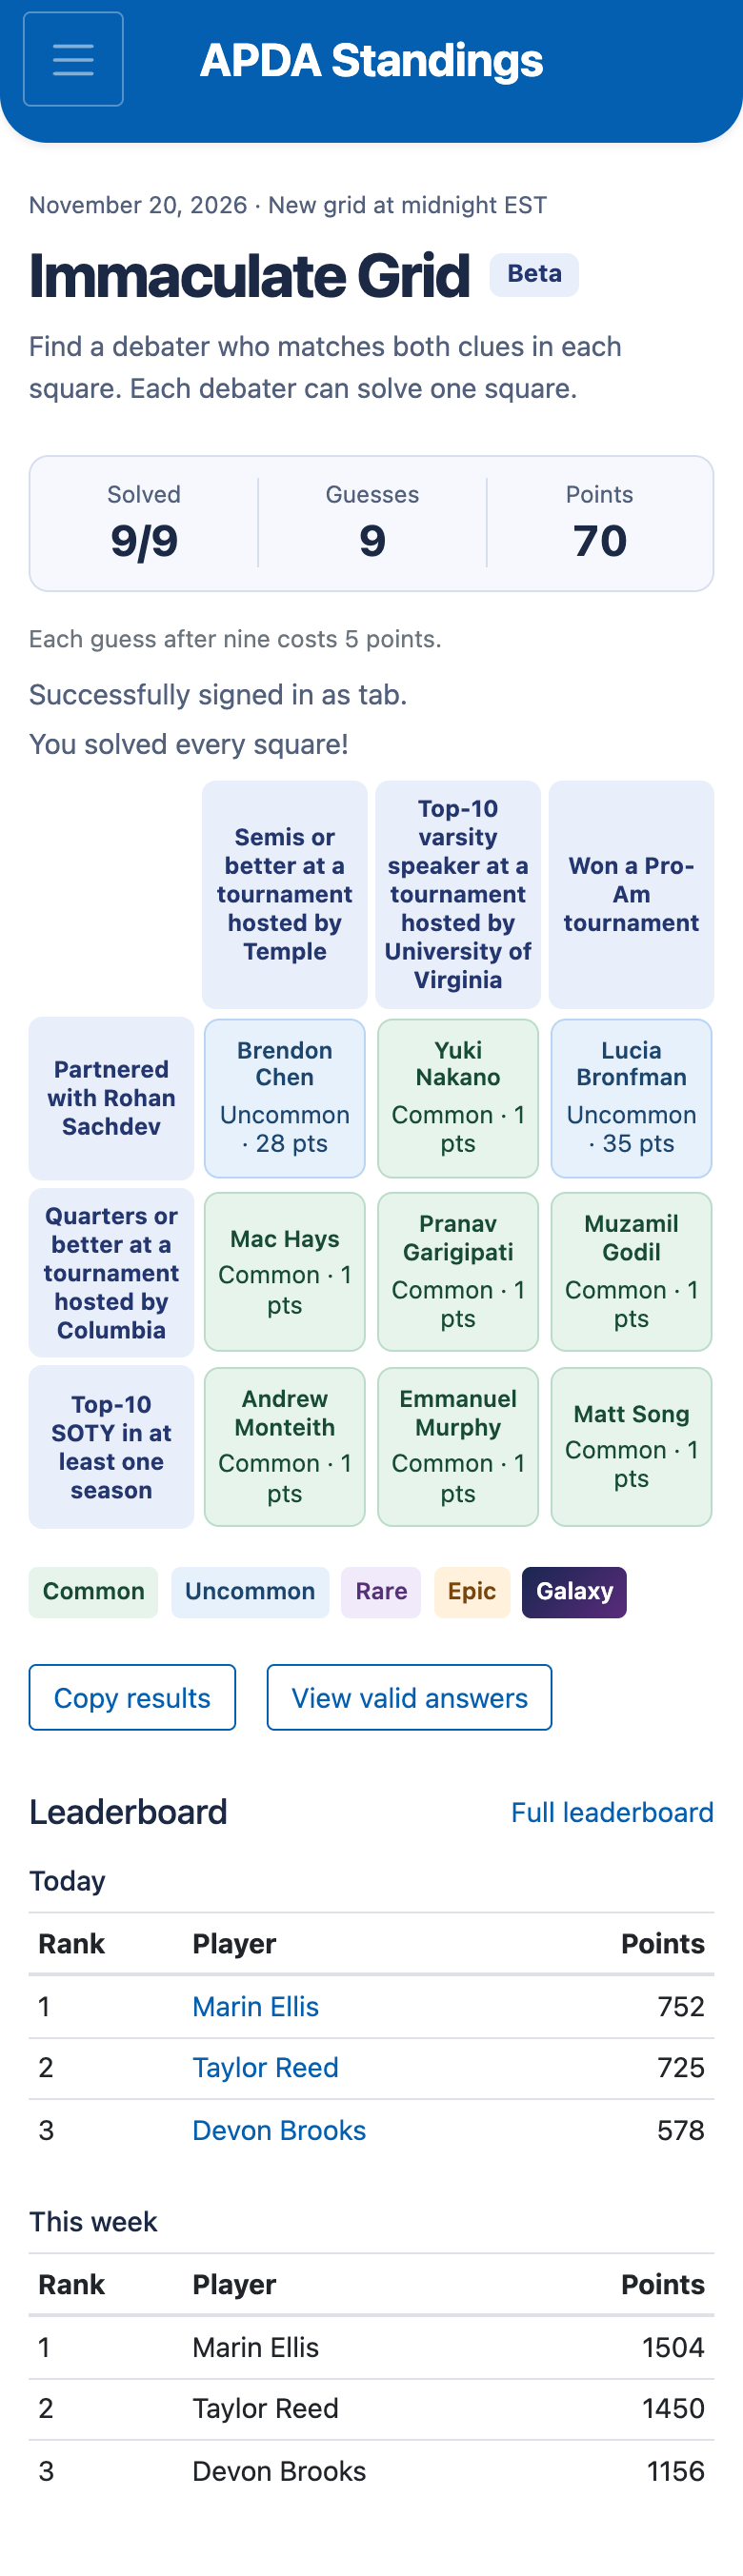 APDA Standings
November 20, 2026 · New grid at midnight EST
Immaculate Grid Beta
Find a debater who matches both clues in each
square. Each debater can solve one square.
Solved Guesses Points
9/9 9 70
Each guess after nine costs 5 points.
Successfully signed in as tab.
You solved every square!
Semis or
better at a
tournament
hosted by
Temple
Top-10
varsity
speaker at a
tournament
hosted by
University of
Virginia
Won a Pro-
Am
tournament
Partnered
with Rohan
Sachdev
Brendon
Chen
Uncommon
· 28 pts
Yuki
Nakano
Common · 1
pts
Lucia
Bronfman
Uncommon
· 35 pts
Quarters or
better at a
tournament
hosted by
Columbia
Mac Hays
Common · 1
pts
Pranav
Garigipati
Common · 1
pts
Muzamil
Godil
Common · 1
pts
Top-10
SOTY in at
least one
season
Andrew
Monteith
Common · 1
pts
Emmanuel
Murphy
Common · 1
pts
Matt Song
Common · 1
pts
Common Uncommon Rare Epic Galaxy
Copy results View valid answers
Leaderboard Full leaderboard
Today
Rank Player Points
1 Marin Ellis 752
2 Taylor Reed 725
3 Devon Brooks 578
This week
Rank Player Points
1 Marin Ellis 1504
2 Taylor Reed 1450
3 Devon Brooks 1156